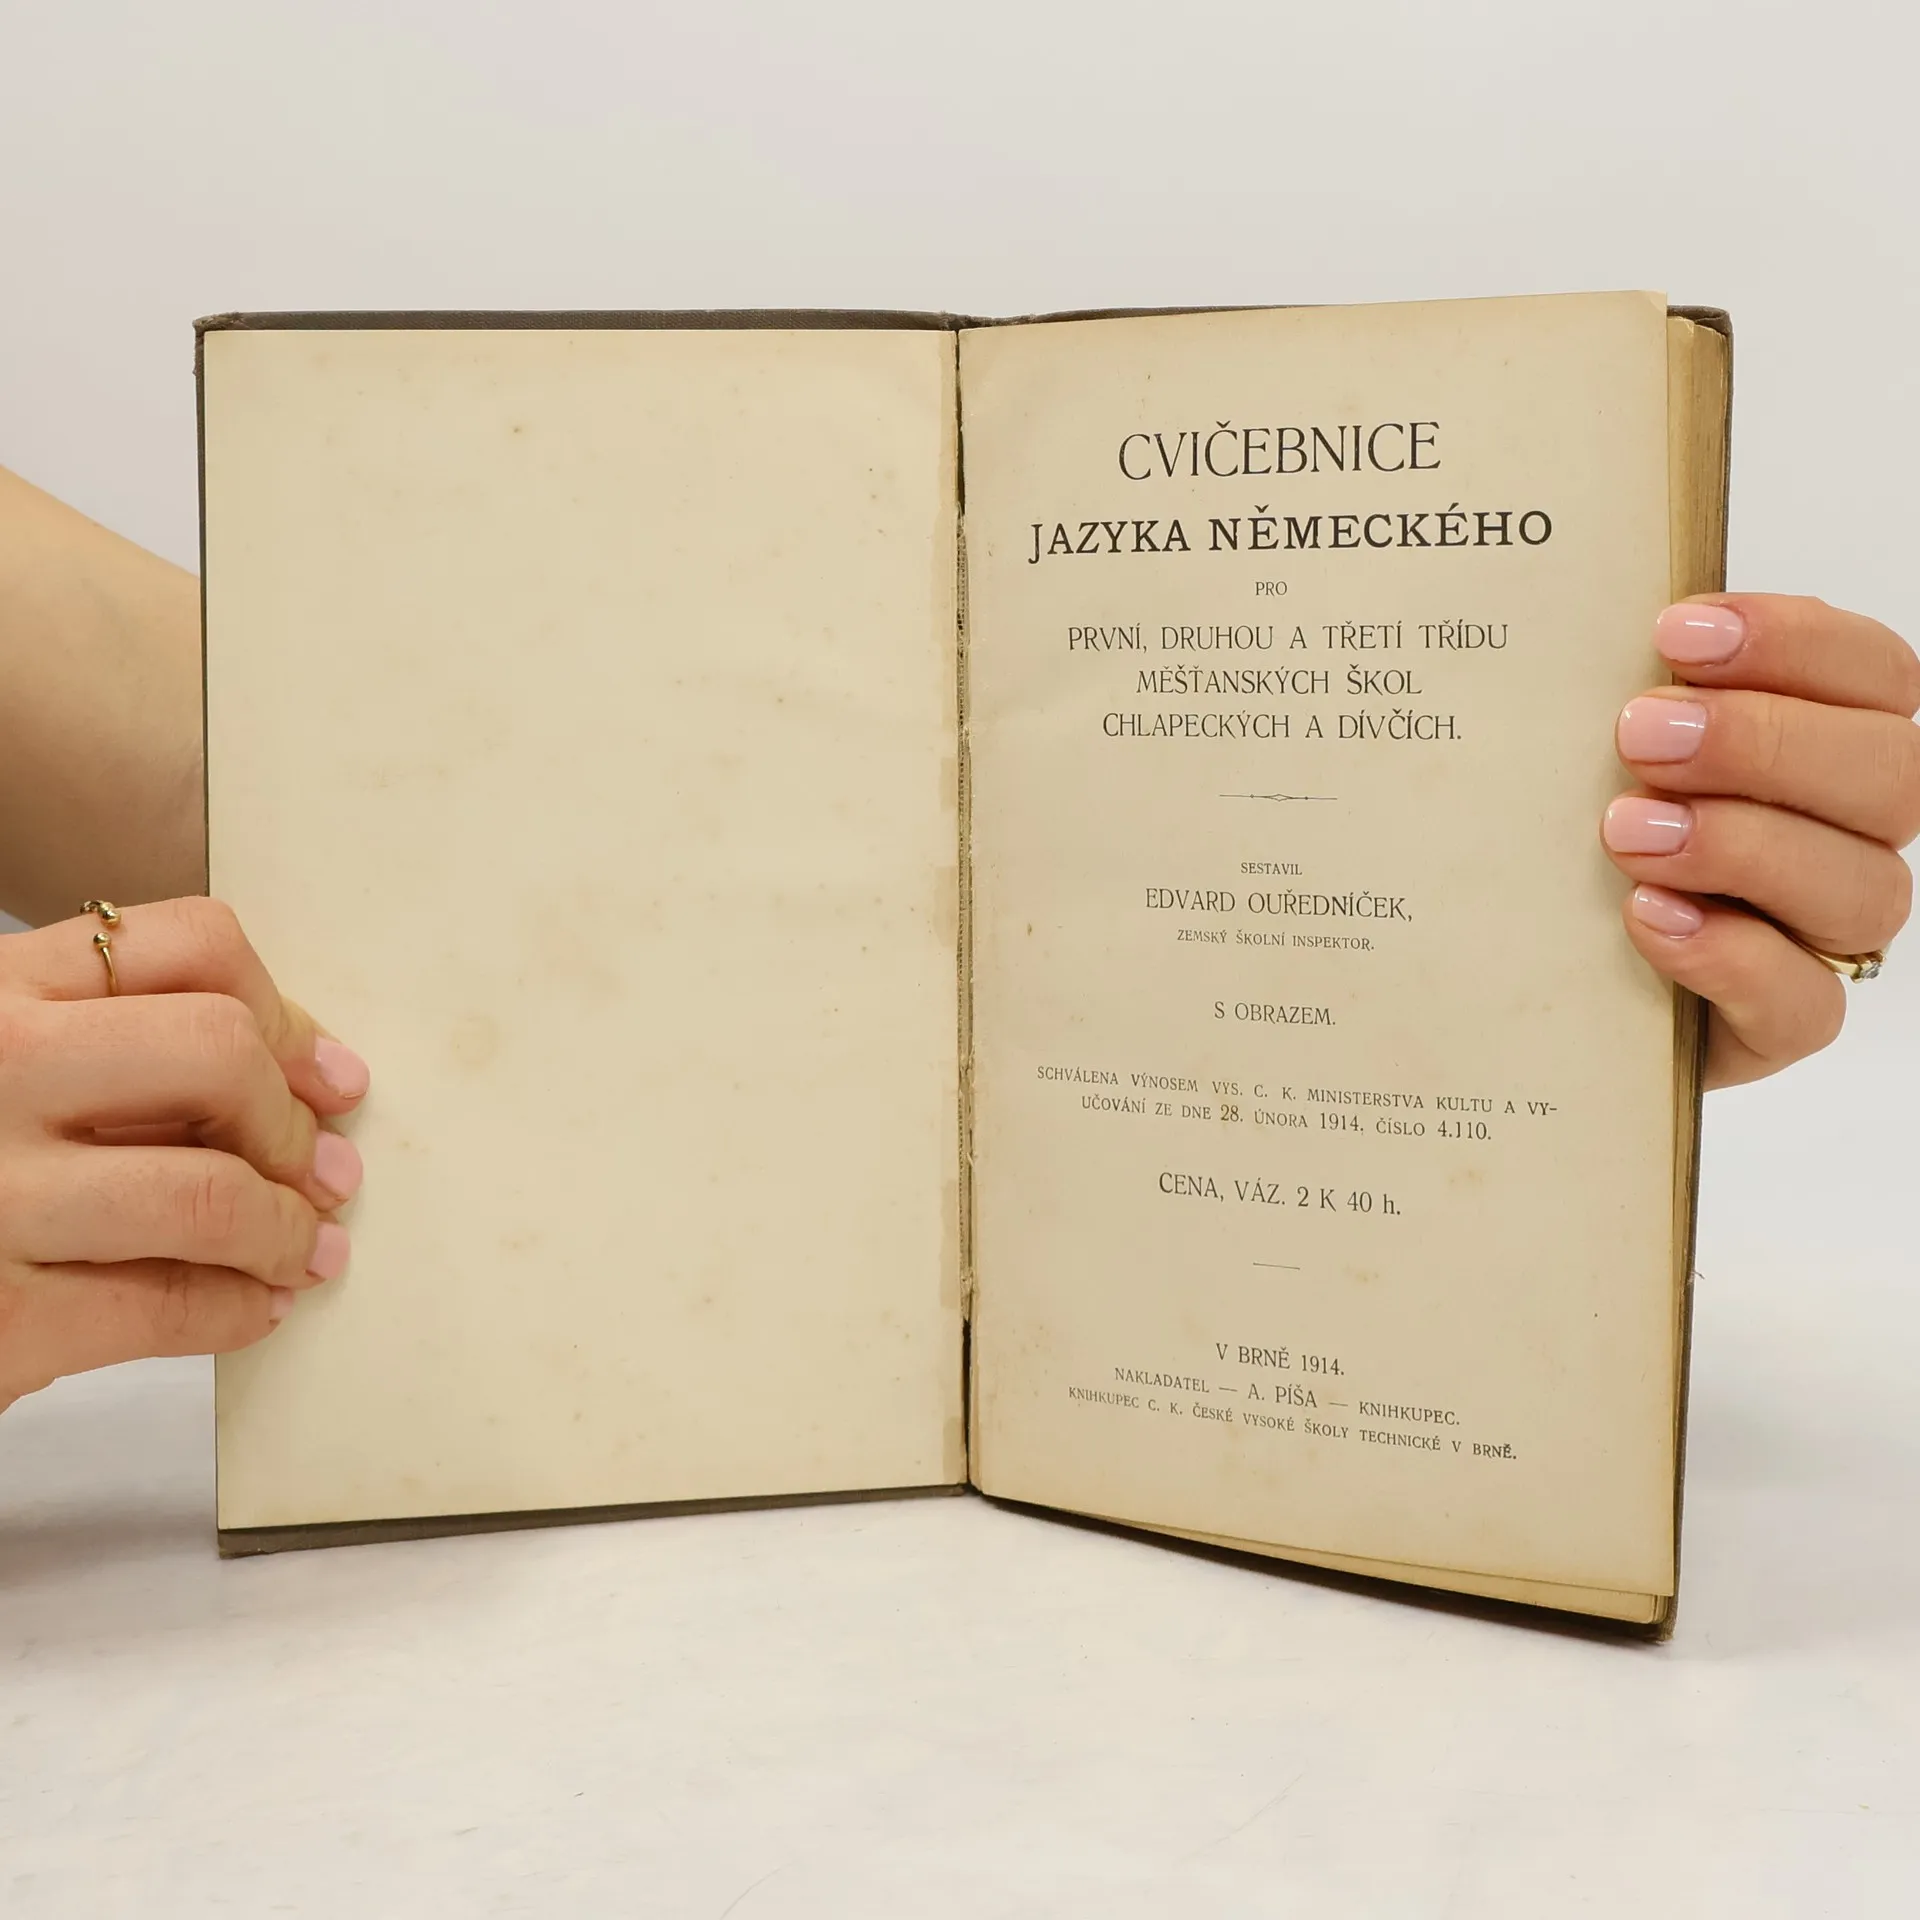 CVIČEBNICE
JAZYKA NĚMECKÉHO
PRO
PRVNÍ, DRUHOU A TŘETÍ TŘÍDU
MĚŠŤANSKÝCH ŠKOL
CHLAPECKÝCH A DÍVČÍCH.
SESTAVIL
EDVARD OUŘEDNÍČEK,
ZEMSKÝ ŠKOLNÍ INSPEKTOR.
S OBRAZEM.
SCHVÁLENA VÝNOSEM VYS. C. K. MINISTERSTVA KULTU A VY-
UČOVÁNÍ ZE DNE 28. ÚNORA 1914. ČÍSLO 4.110.
CENA, VÁZ. 2 K 40 h.
V BRNĚ 1914.
NAKLADATEL — A. PÍŠA — KNIHKUPEC.
KNIHKUPEC C. K. ČESKÉ VYSOKÉ ŠKOLY TECHNICKÉ V BRNĚ.